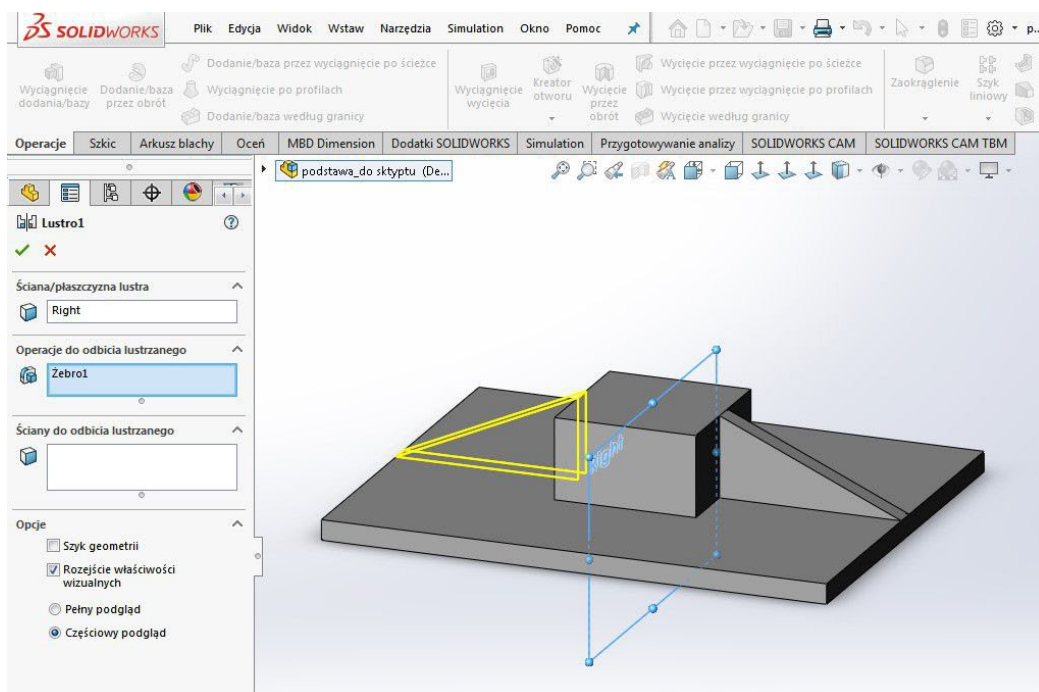 SOLIDWORKS Plik Edycja Widok Wstaw Narzędzia Simulation Okno Pomoc p...
Wyciągnięcie dodania/bazy
Dodanie/baza przez obrót
Dodanie/baza przez wyciągnięcie po ścieżce
Wyciągnięcie po profilach
Dodanie/baza według granicy
Wyciągnięcie wycięcia
Kreator otworu
Wycięcie przez obrót
Wycięcie przez wyciągnięcie po ścieżce
Wycięcie przez wyciągnięcie po profilach
Wycięcie według granicy
Zaokrąglenie
Szyk liniowy
Operacje Szkic Arkusz blachy Oceń MBD Dimension Dodatki SOLIDWORKS Simulation Przygotowywanie analizy SOLIDWORKS CAM SOLIDWORKS CAM TBM
podstawa_do sktyptu (De...
Lustro1
Ściana/płaszczyzna lustra
Right
Operacje do odbicia lustrzanego
Żebro1
Ściany do odbicia lustrzanego
Opcje
Szyk geometrii
Rozejście właściwości
wizualnych
Pełny podgląd
Częściowy podgląd
Right